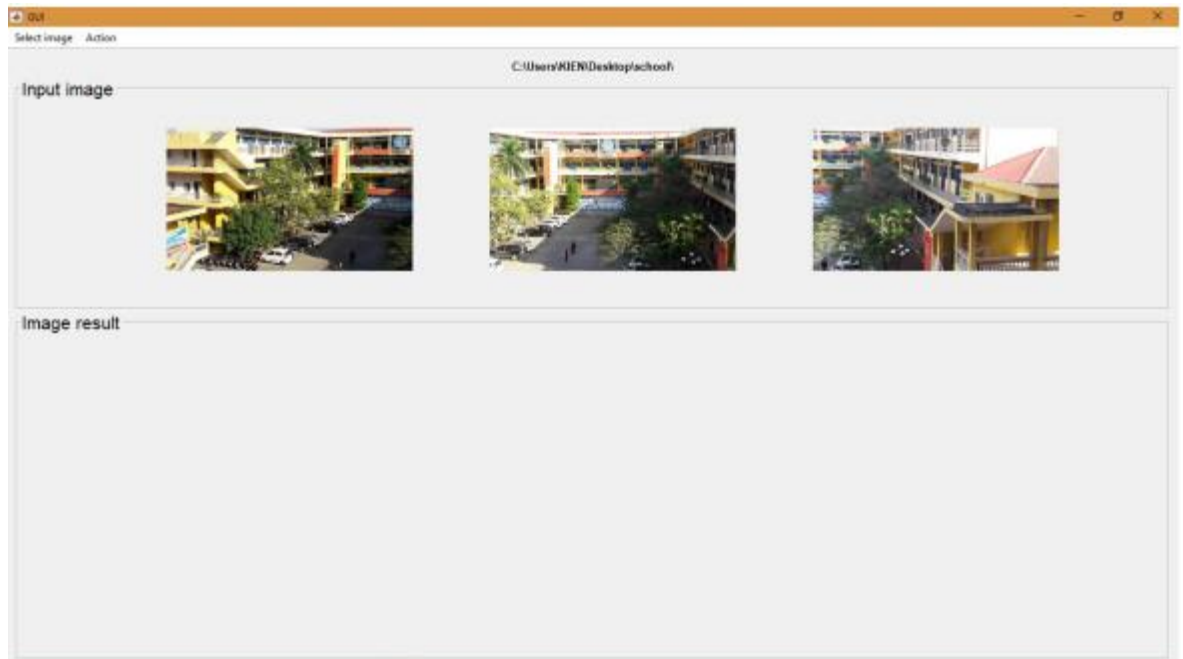 GUI
Select image Action
C:\Users\KIEN\Desktop\school\
Input image
Image result